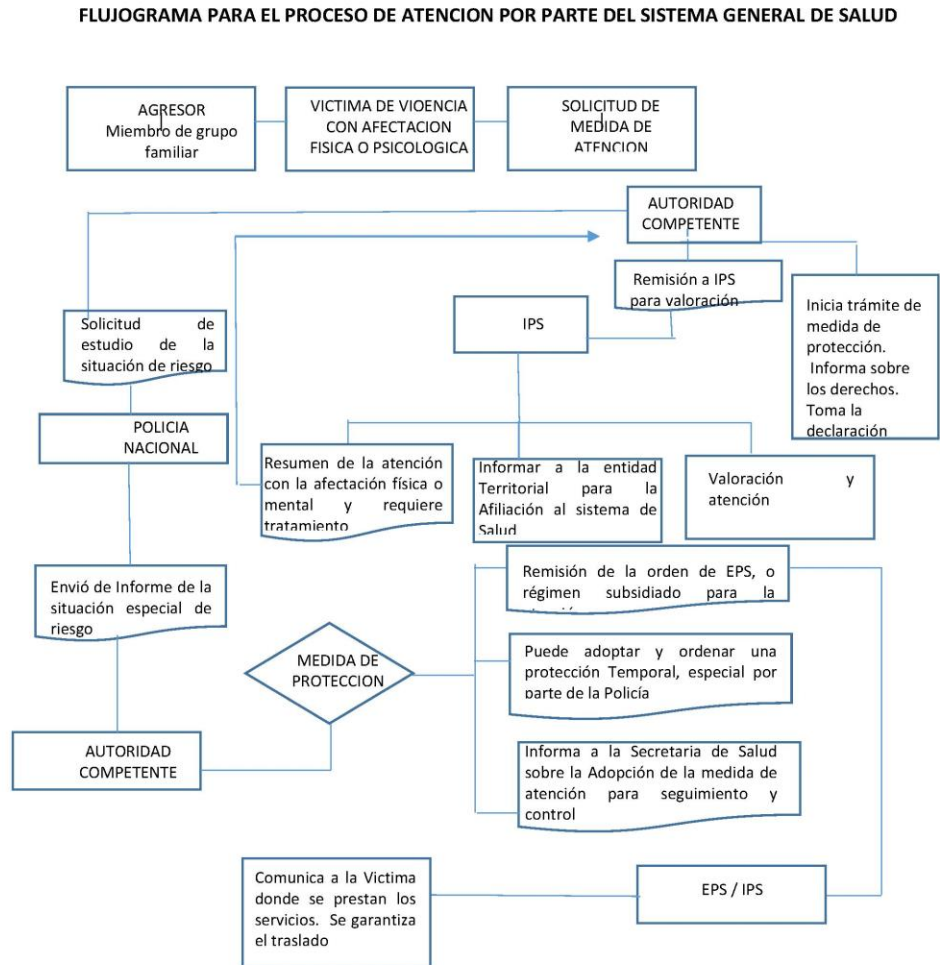 FLUJOGRAMA PARA EL PROCESO DE ATENCION POR PARTE DEL SISTEMA GENERAL DE SALUD
AGRESOR
Miembro de grupo
familiar
VICTIMA DE VIOENCIA
CON AFECTACION
FISICA O PSICOLOGICA
SOLICITUD DE
MEDIDA DE
ATENCION
AUTORIDAD
COMPETENTE
Remisión a IPS
para valoración
Inicia trámite de
medida de
protección.
Informa sobre
los derechos.
Toma la
declaración
IPS
Solicitud de
estudio de la
situación de riesgo
POLICIA
NACIONAL
Resumen de la atención
con la afectación física o
mental y requiere
tratamiento
Informar a la entidad
Territorial para la
Afiliación al sistema de
Salud
Valoración y
atención
Envió de Informe de la
situación especial de
riesgo
Remisión de la orden de EPS, o
régimen subsidiado para la
MEDIDA DE
PROTECCION
Puede adoptar y ordenar una
protección Temporal, especial por
parte de la Policía
AUTORIDAD
COMPETENTE
Informa a la Secretaria de Salud
sobre la Adopción de la medida de
atención para seguimiento y
control
Comunica a la Victima
donde se prestan los
servicios. Se garantiza
el traslado
EPS / IPS